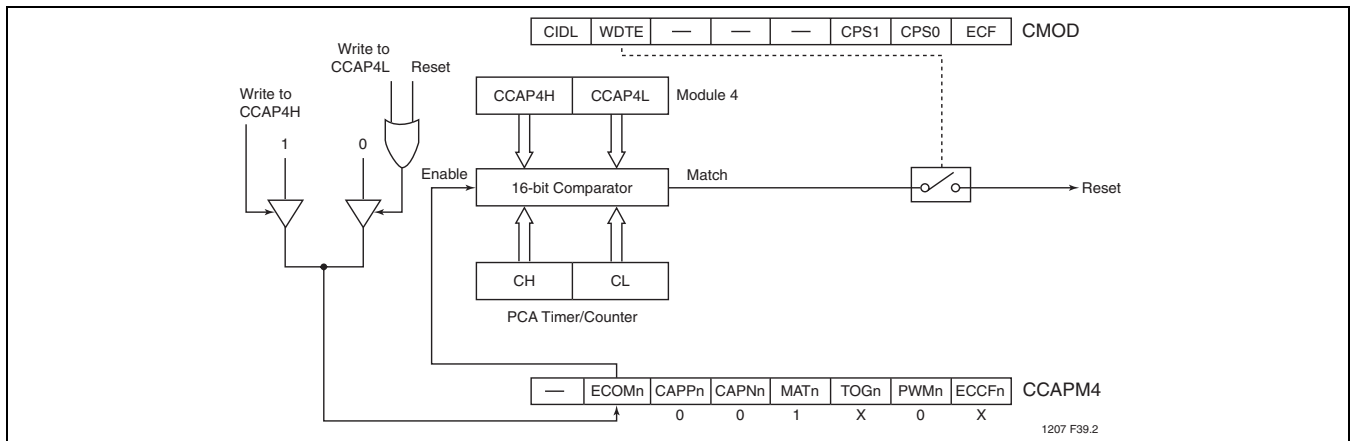 CIDL WDTE — — — CPS1 CPS0 ECF CMOD
Write to
CCAP4L
Reset
Write to
CCAP4H
CCAP4H CCAP4L Module 4
1
0
Enable
16-bit Comparator
Match
Reset
CH CL
PCA Timer/Counter
— ECOMn CAPPn CAPNn MATn TOGn PWMn ECCFn CCAPM4
0 0 1 X 0 X
1207 F39.2